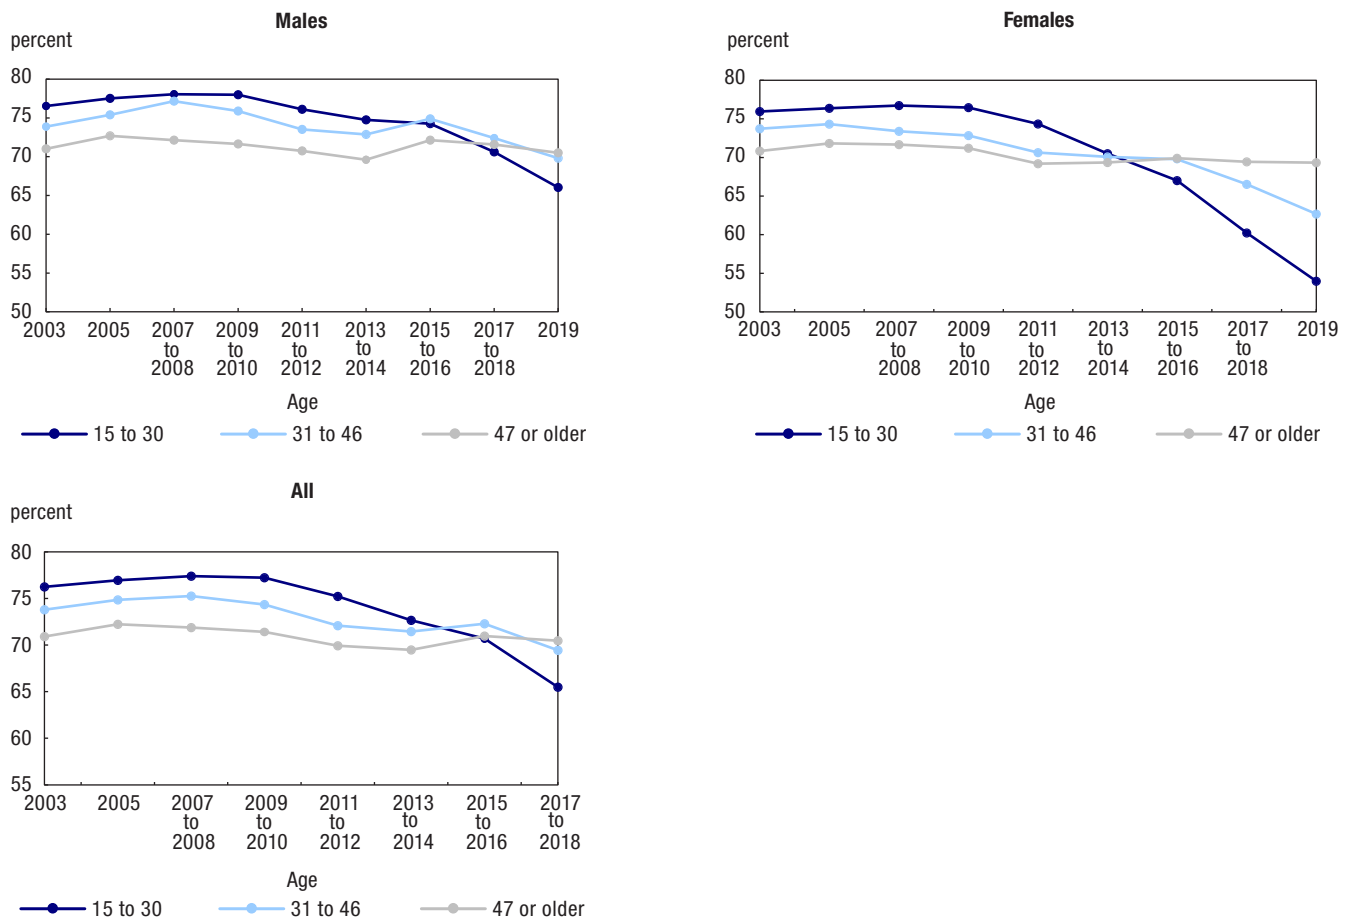 Males
percent
80
75
70
65
60
55
50
2003 2005 2007 2009 2011 2013 2015 2017 2019
to to to to to to
2008 2010 2012 2014 2016 2018
Age
15 to 30 31 to 46 47 or older
Females
percent
80
75
70
65
60
55
50
2003 2005 2007 2009 2011 2013 2015 2017 2019
to to to to to to
2008 2010 2012 2014 2016 2018
Age
15 to 30 31 to 46 47 or older
All
percent
80
75
70
65
60
55
2003 2005 2007 2009 2011 2013 2015 2017
to to to to to to
2008 2010 2012 2014 2016 2018
Age
15 to 30 31 to 46 47 or older